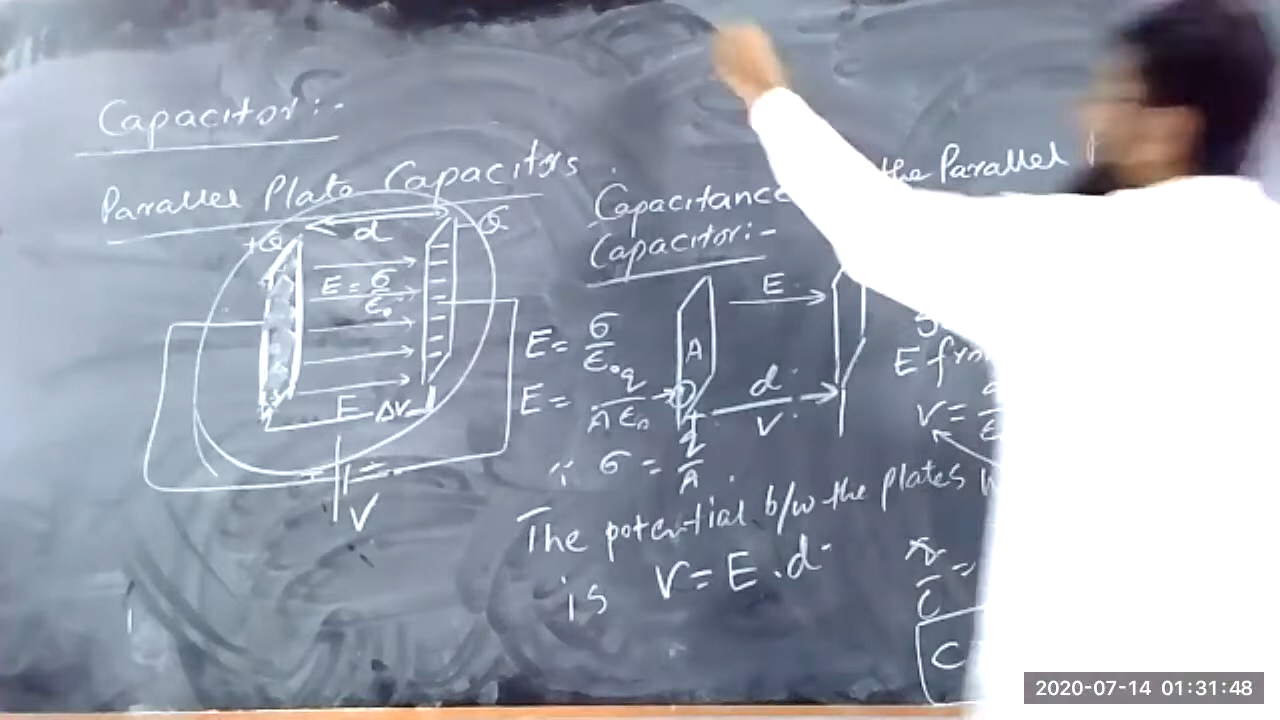 Capacitor:-
Parallel Plate Capacitors.
+Q d -Q
E = σ/ε₀
E ΔV
V
Capacitance the Parallel
Capacitor:-
E
A
d
V
E = σ/ε₀
E = q/Aε₀
∵ σ = q/A.
The potential b/w the plates
is V = E.d
E from
V =
C
2020-07-14 01:31:48